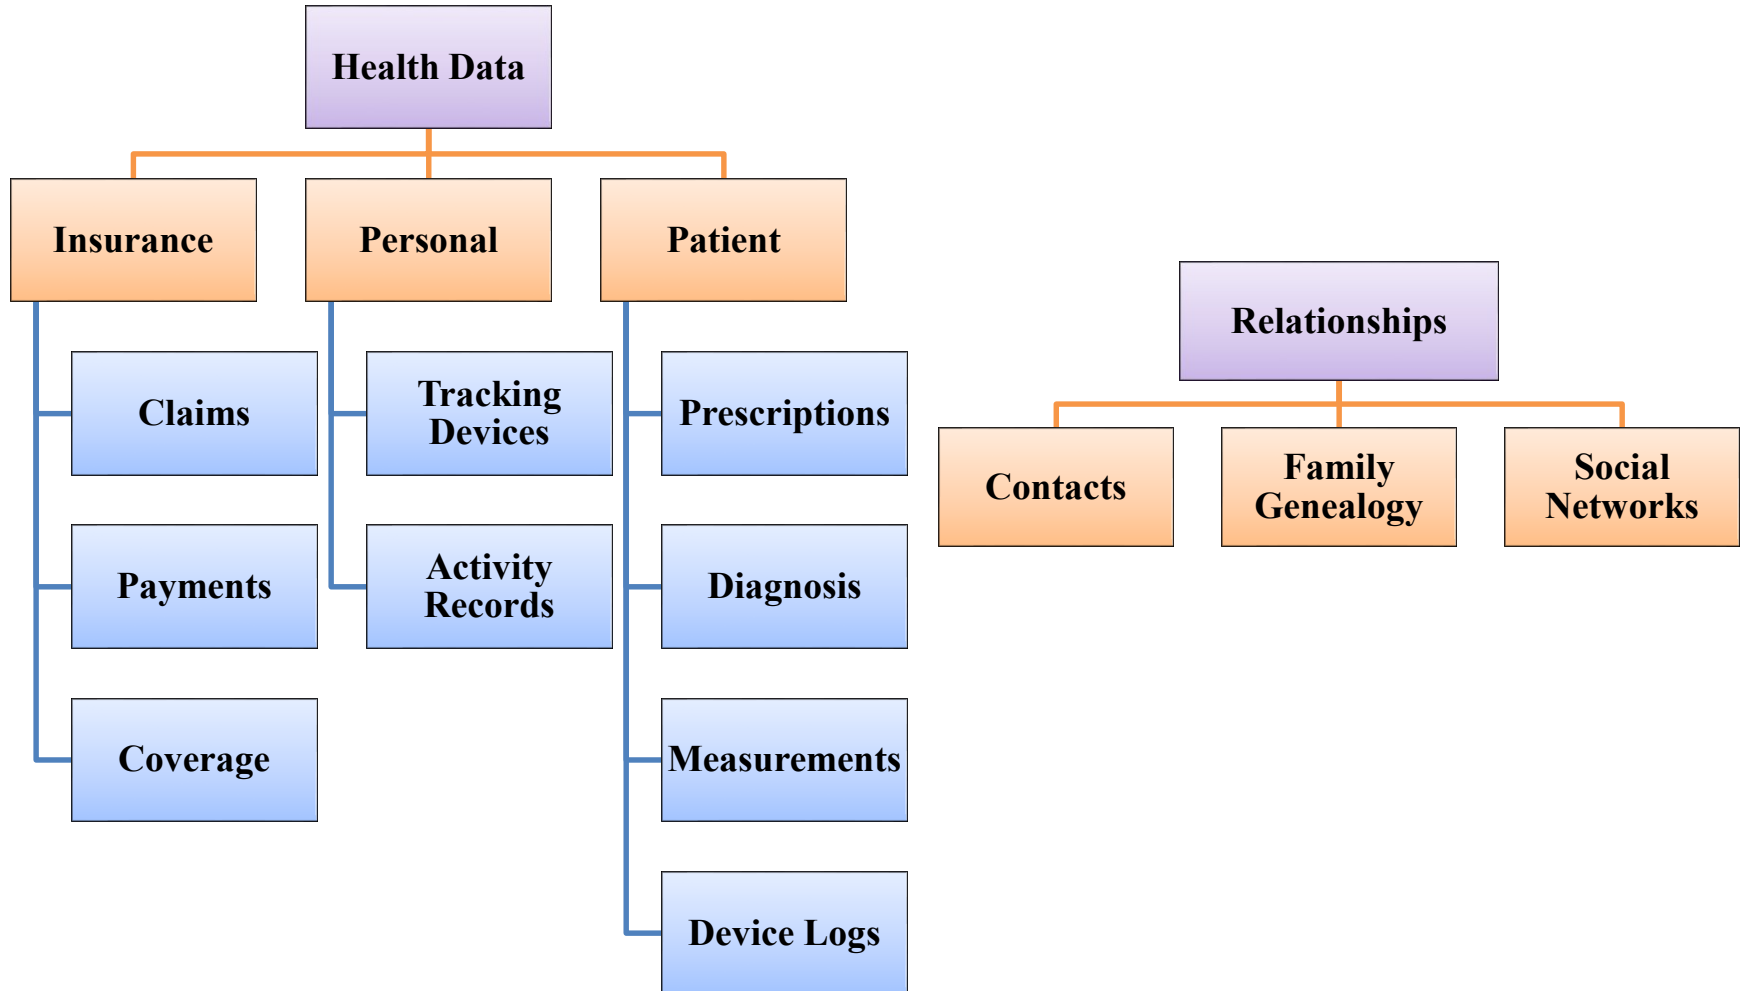 Health Data
Insurance
Personal
Patient
Claims
Payments
Coverage
Tracking
Devices
Activity
Records
Prescriptions
Diagnosis
Measurements
Device Logs
Relationships
Contacts
Family
Genealogy
Social
Networks